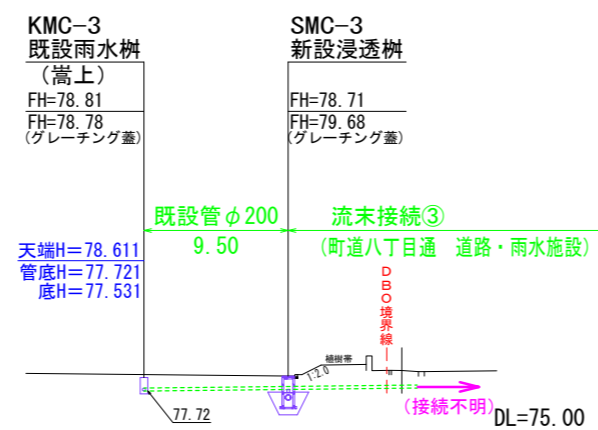 KMC-3
既設雨水桝
(嵩上)
FH=78.81
FH=78.78
(グレーチング蓋)
SMC-3
新設浸透桝
FH=78.71
FH=79.68
(グレーチング蓋)
既設管φ200
9.50
流末接続③
(町道八丁目通 道路・雨水施設)
天端H=78.611
管底H=77.721
底H=77.531
DBO境界線
植樹帯
1:2.0
77.72
(接続不明)
DL=75.00